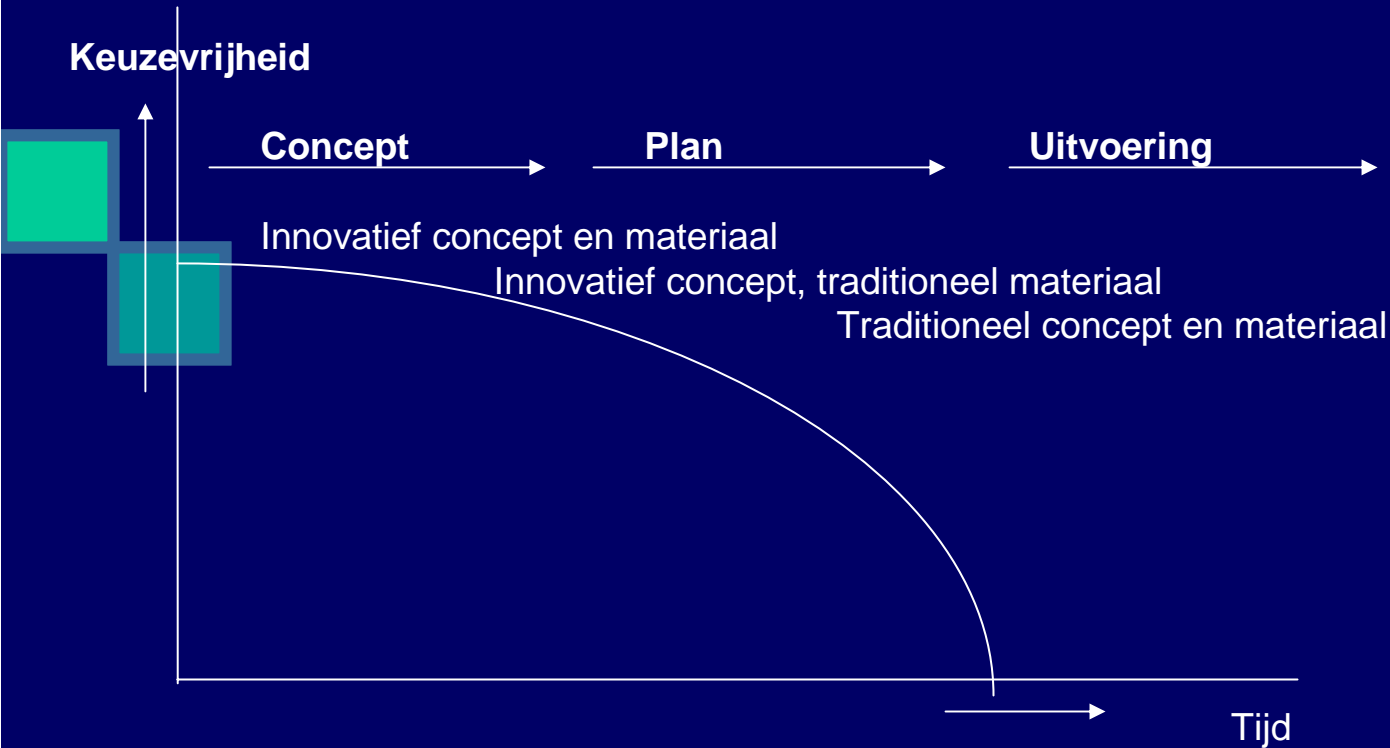 Keuzevrijheid
Concept
Plan
Uitvoering
Innovatief concept en materiaal
Innovatief concept, traditioneel materiaal
Traditioneel concept en materiaal
Tijd